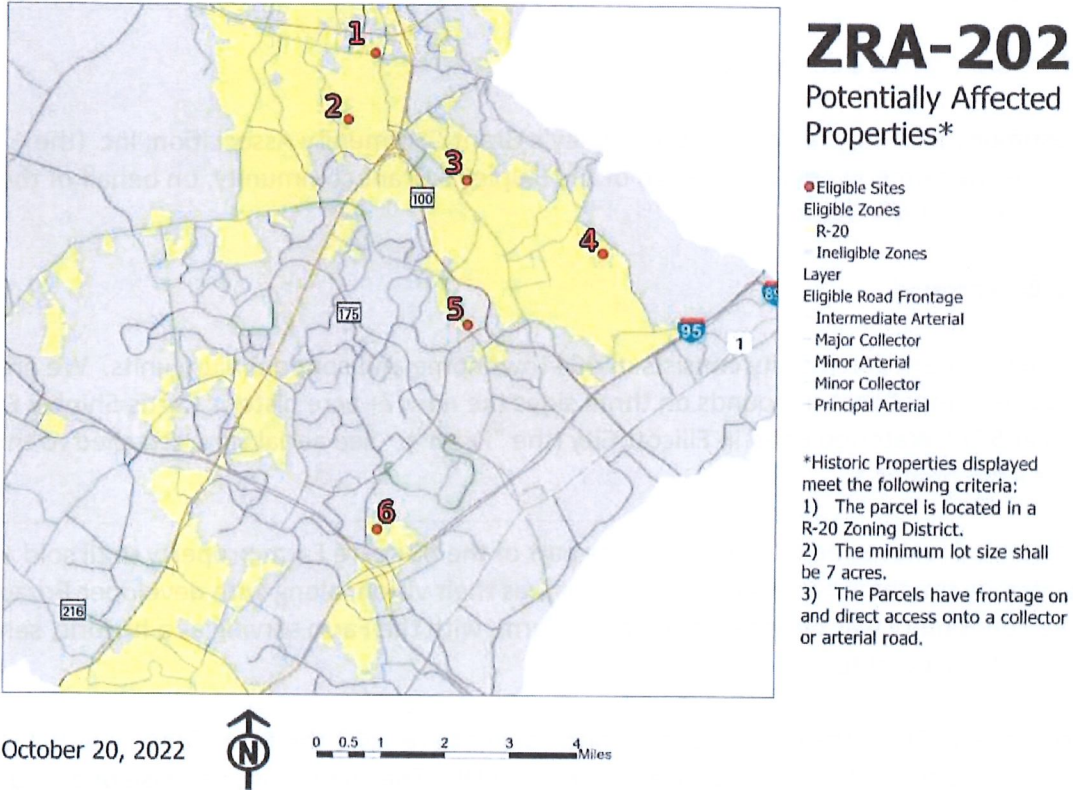 ZRA-202
Potentially Affected
Properties*
Eligible Sites
Eligible Zones
R-20
Ineligible Zones
Layer
Eligible Road Frontage
Intermediate Arterial
Major Collector
Minor Arterial
Minor Collector
Principal Arterial
*Historic Properties displayed
meet the following criteria:
1) The parcel is located in a
R-20 Zoning District.
2) The minimum lot size shall
be 7 acres.
3) The Parcels have frontage on
and direct access onto a collector
or arterial road.
1
2
3
100
4
5
175
95
1
6
216
October 20, 2022
N
0 0.5 1 2 3 4
Miles